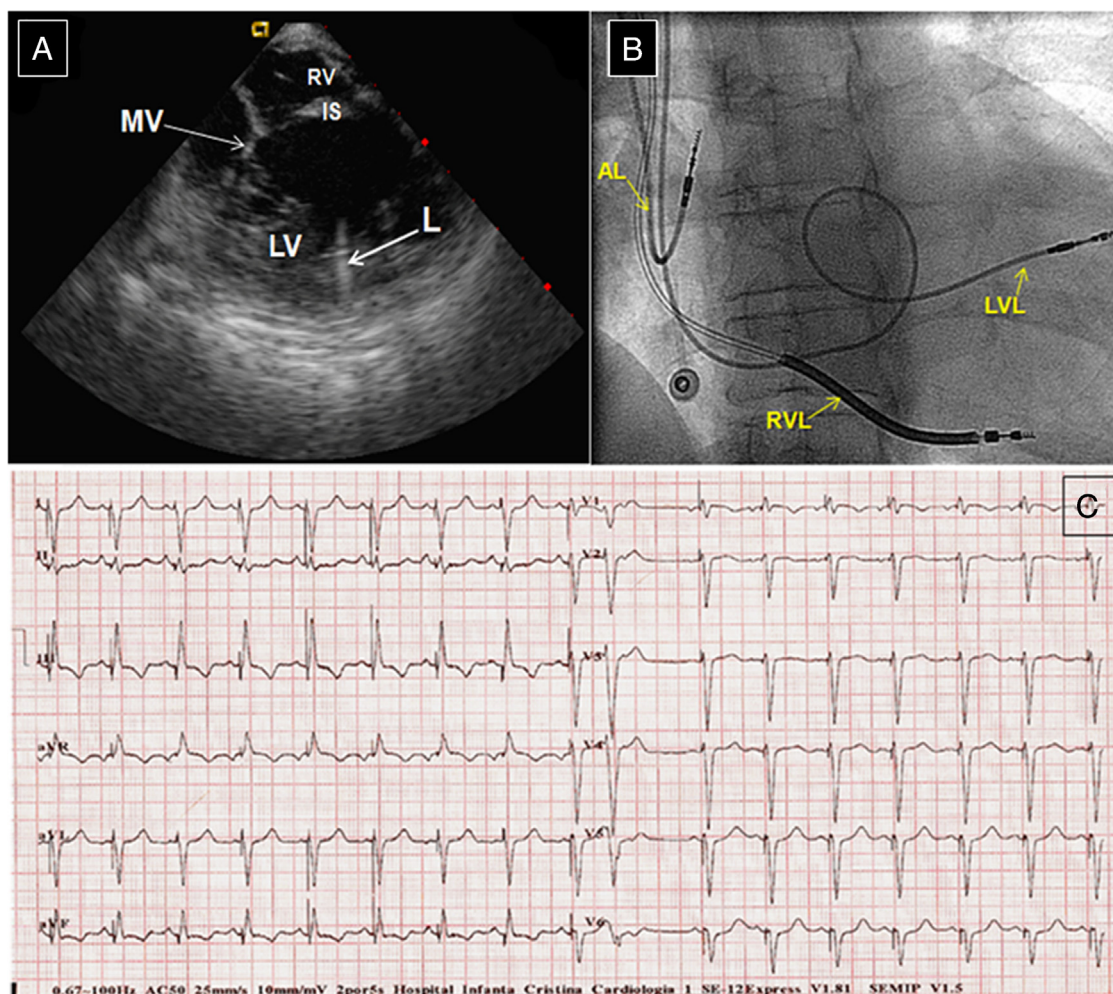 A
RV
IS
MV
LV
L
B
AL
LVL
RVL
C
I
V1
II
V2
III
V3
aVR
V4
aVL
V5
aVF
V6
0.67~100Hz AC50 25mm/s 10mm/mV 2por5s Hospital Infanta Cristina Cardiologia 1 SE-12Express V1.81 SEMIP V1.5